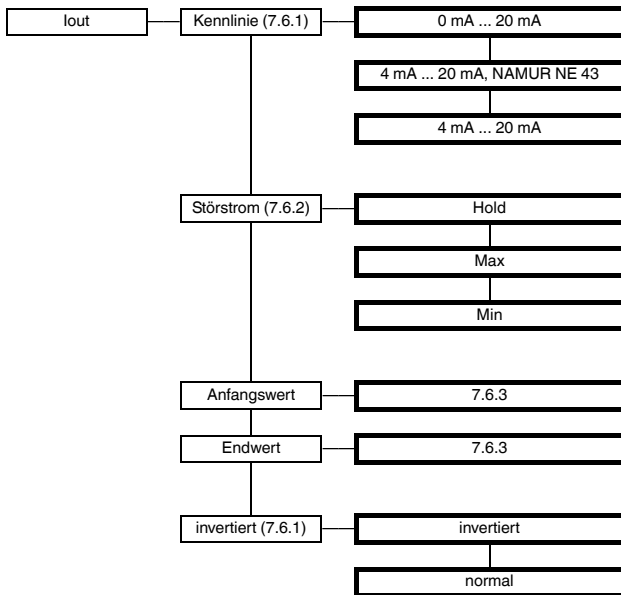 Iout
Kennlinie (7.6.1)
0 mA ... 20 mA
4 mA ... 20 mA, NAMUR NE 43
4 mA ... 20 mA
Störstrom (7.6.2)
Hold
Max
Min
Anfangswert
7.6.3
Endwert
7.6.3
invertiert (7.6.1)
invertiert
normal